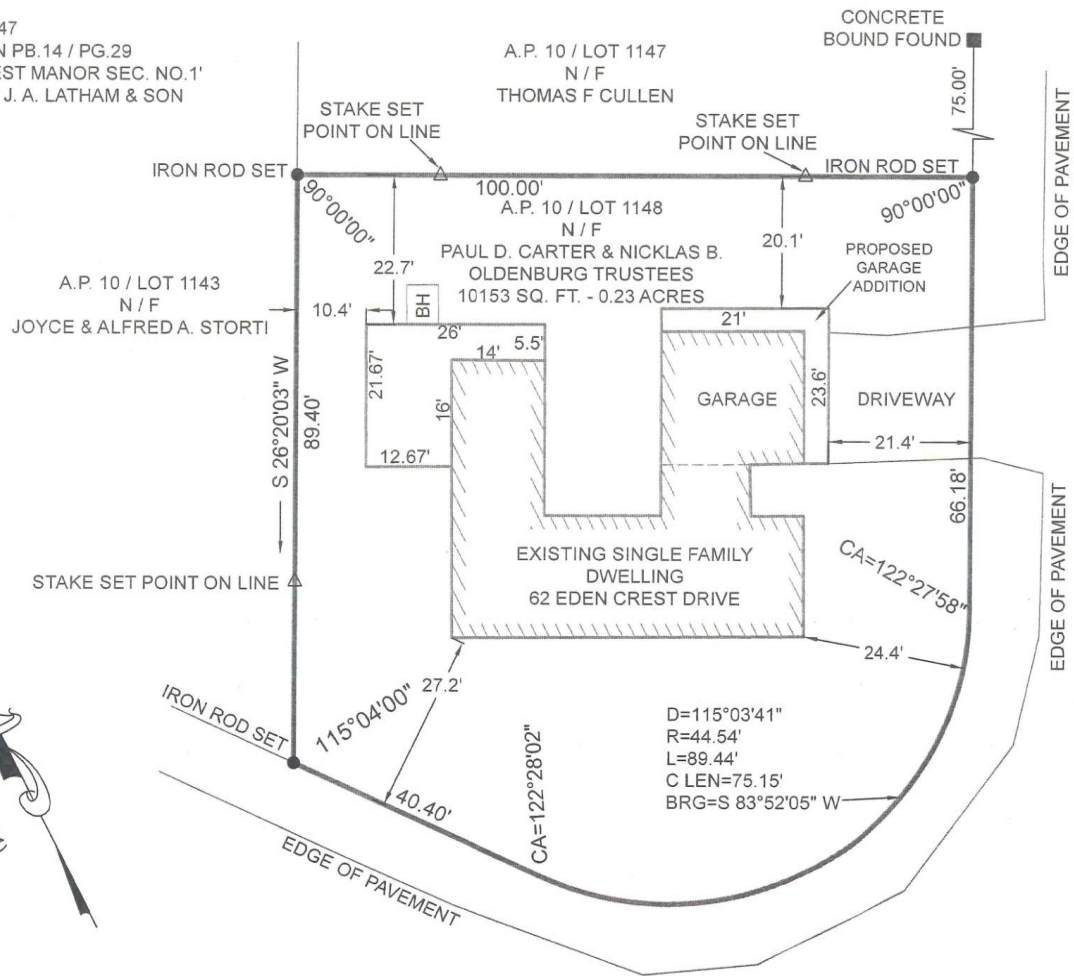 47
N PB.14 / PG.29
EST MANOR SEC. NO.1'
J. A. LATHAM & SON
A.P. 10 / LOT 1147
N / F
THOMAS F CULLEN
CONCRETE
BOUND FOUND
75.00'
EDGE OF PAVEMENT
STAKE SET
POINT ON LINE
STAKE SET
POINT ON LINE
IRON ROD SET
IRON ROD SET
100.00'
90°00'00"
90°00'00"
A.P. 10 / LOT 1148
N / F
PAUL D. CARTER & NICKLAS B.
OLDENBURG TRUSTEES
10153 SQ. FT. - 0.23 ACRES
22.7'
20.1'
PROPOSED
GARAGE
ADDITION
A.P. 10 / LOT 1143
N / F
JOYCE & ALFRED A. STORTI
10.4'
BH
26'
14'
5.5'
21'
21.67'
16'
12.67'
GARAGE
23.6'
DRIVEWAY
21.4'
S 26°20'03" W
89.40'
66.18'
EDGE OF PAVEMENT
EXISTING SINGLE FAMILY
DWELLING
62 EDEN CREST DRIVE
CA=122°27'58"
STAKE SET POINT ON LINE
24.4'
27.2'
IRON ROD SET
115°04'00"
40.40'
CA=122°28'02"
D=115°03'41"
R=44.54'
L=89.44'
C LEN=75.15'
BRG=S 83°52'05" W
EDGE OF PAVEMENT